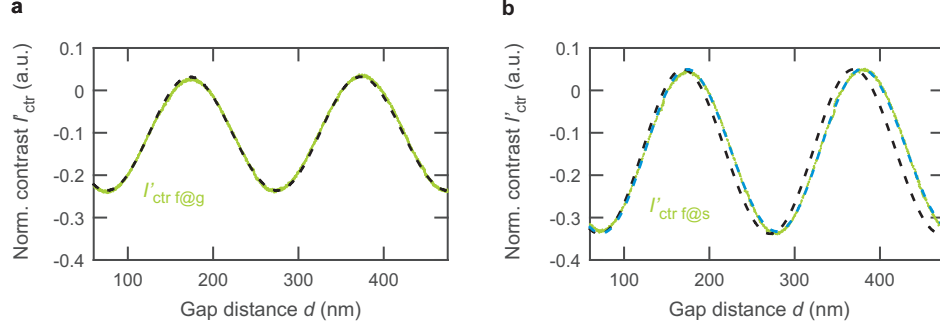 a
Norm. contrast I'ctr (a.u.)
0.1
0
-0.1
-0.2
-0.3
-0.4
I'ctr f@g
100
200
300
400
Gap distance d (nm)
b
Norm. contrast I'ctr (a.u.)
0.1
0
-0.1
-0.2
-0.3
-0.4
I'ctr f@s
100
200
300
400
Gap distance d (nm)